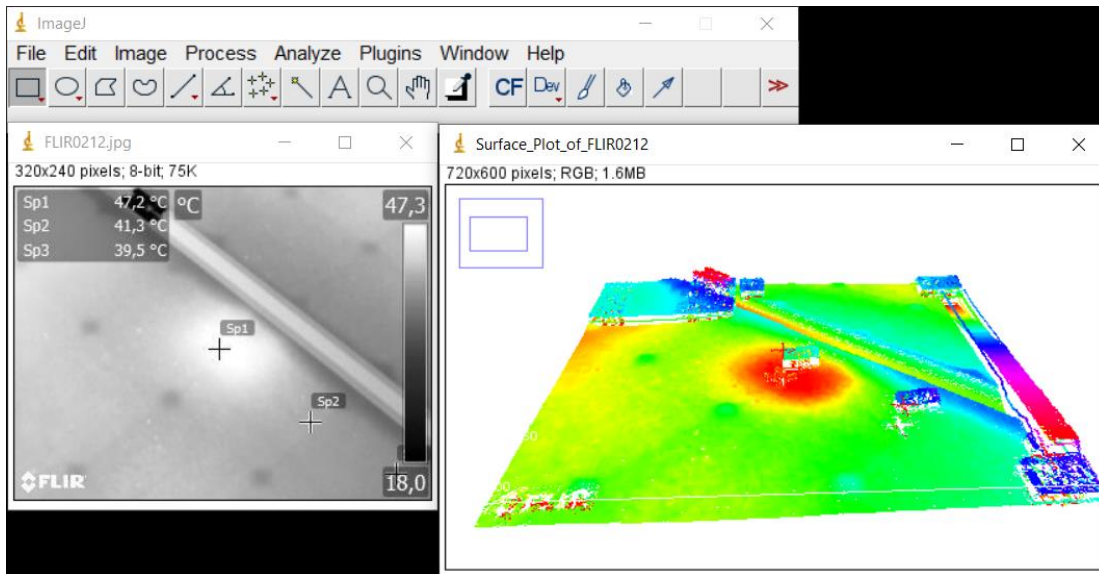 ImageJ
File Edit Image Process Analyze Plugins Window Help
CF Dev
FLIR0212.jpg
320x240 pixels; 8-bit; 75K
Sp1 47,2 °C °C 47,3
Sp2 41,3 °C
Sp3 39,5 °C
Sp1
Sp2
FLIR 18,0
Surface_Plot_of_FLIR0212
720x600 pixels; RGB; 1.6MB